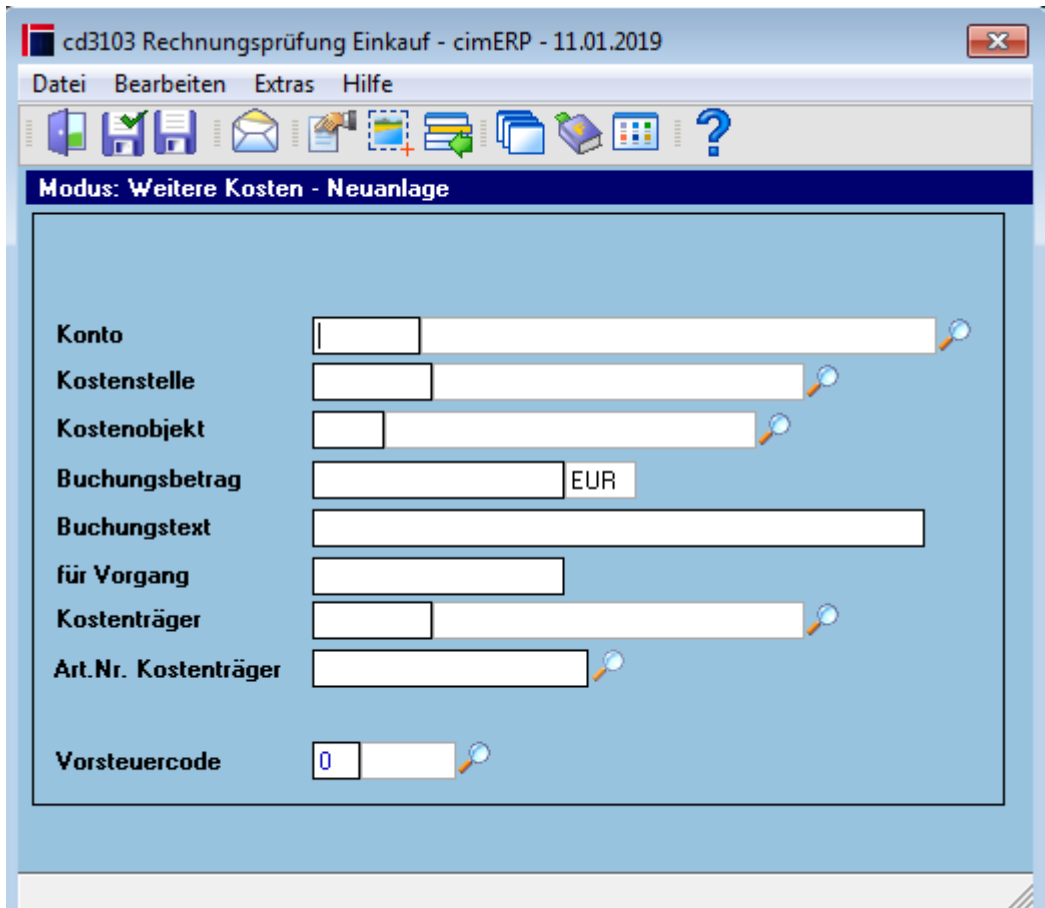 cd3103 Rechnungsprüfung Einkauf - cimERP - 11.01.2019
Datei Bearbeiten Extras Hilfe
Modus: Weitere Kosten - Neuanlage
Konto
Kostenstelle
Kostenobjekt
Buchungsbetrag EUR
Buchungstext
für Vorgang
Kostenträger
Art.Nr. Kostenträger
Vorsteuercode 0